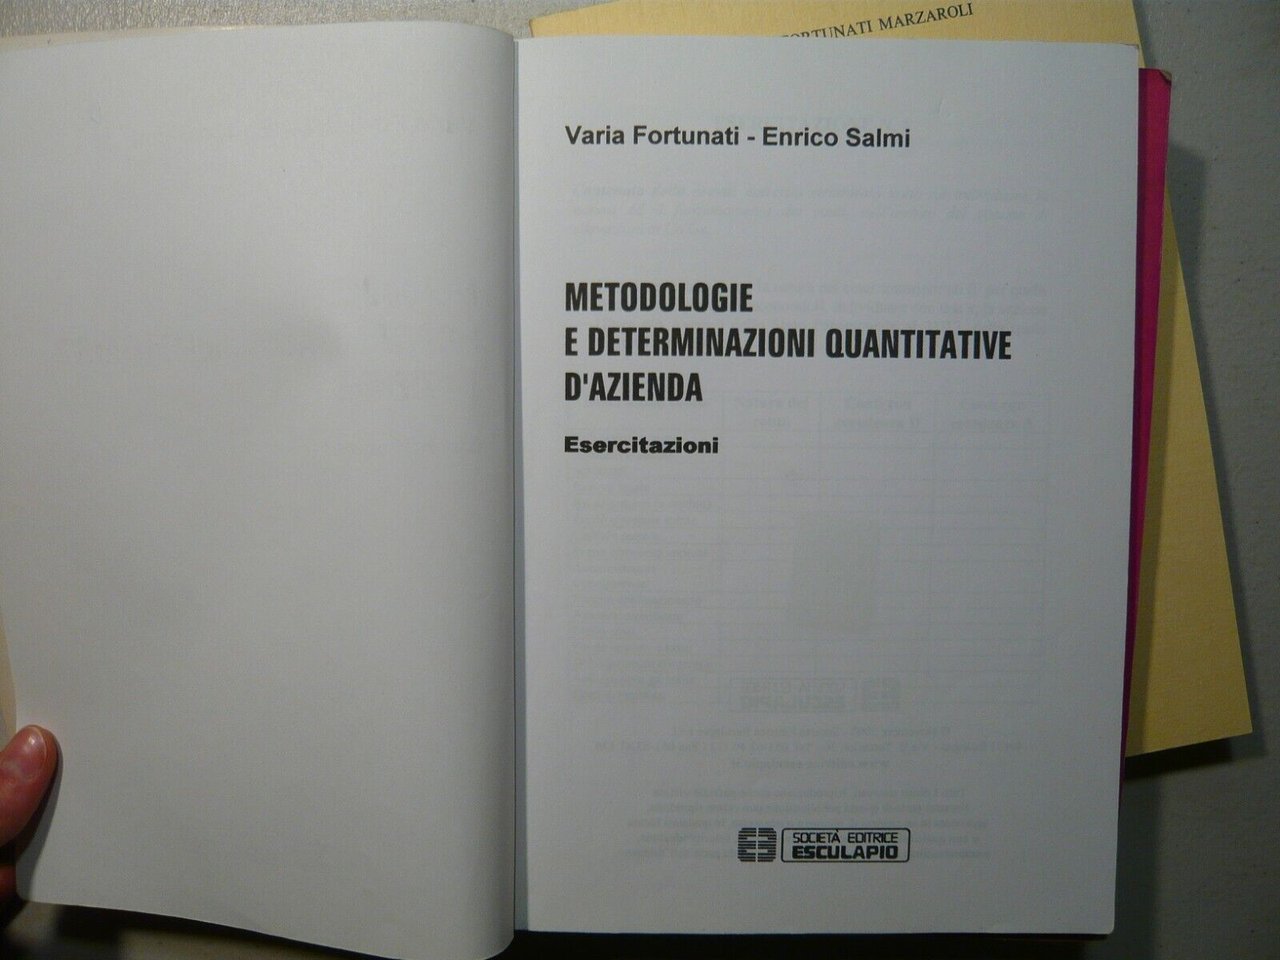 FORTUNATI MARZAROLI
Varia Fortunati - Enrico Salmi
METODOLOGIE
E DETERMINAZIONI QUANTITATIVE
D'AZIENDA
Esercitazioni
SOCIETÀ EDITRICE
ESCULAPIO